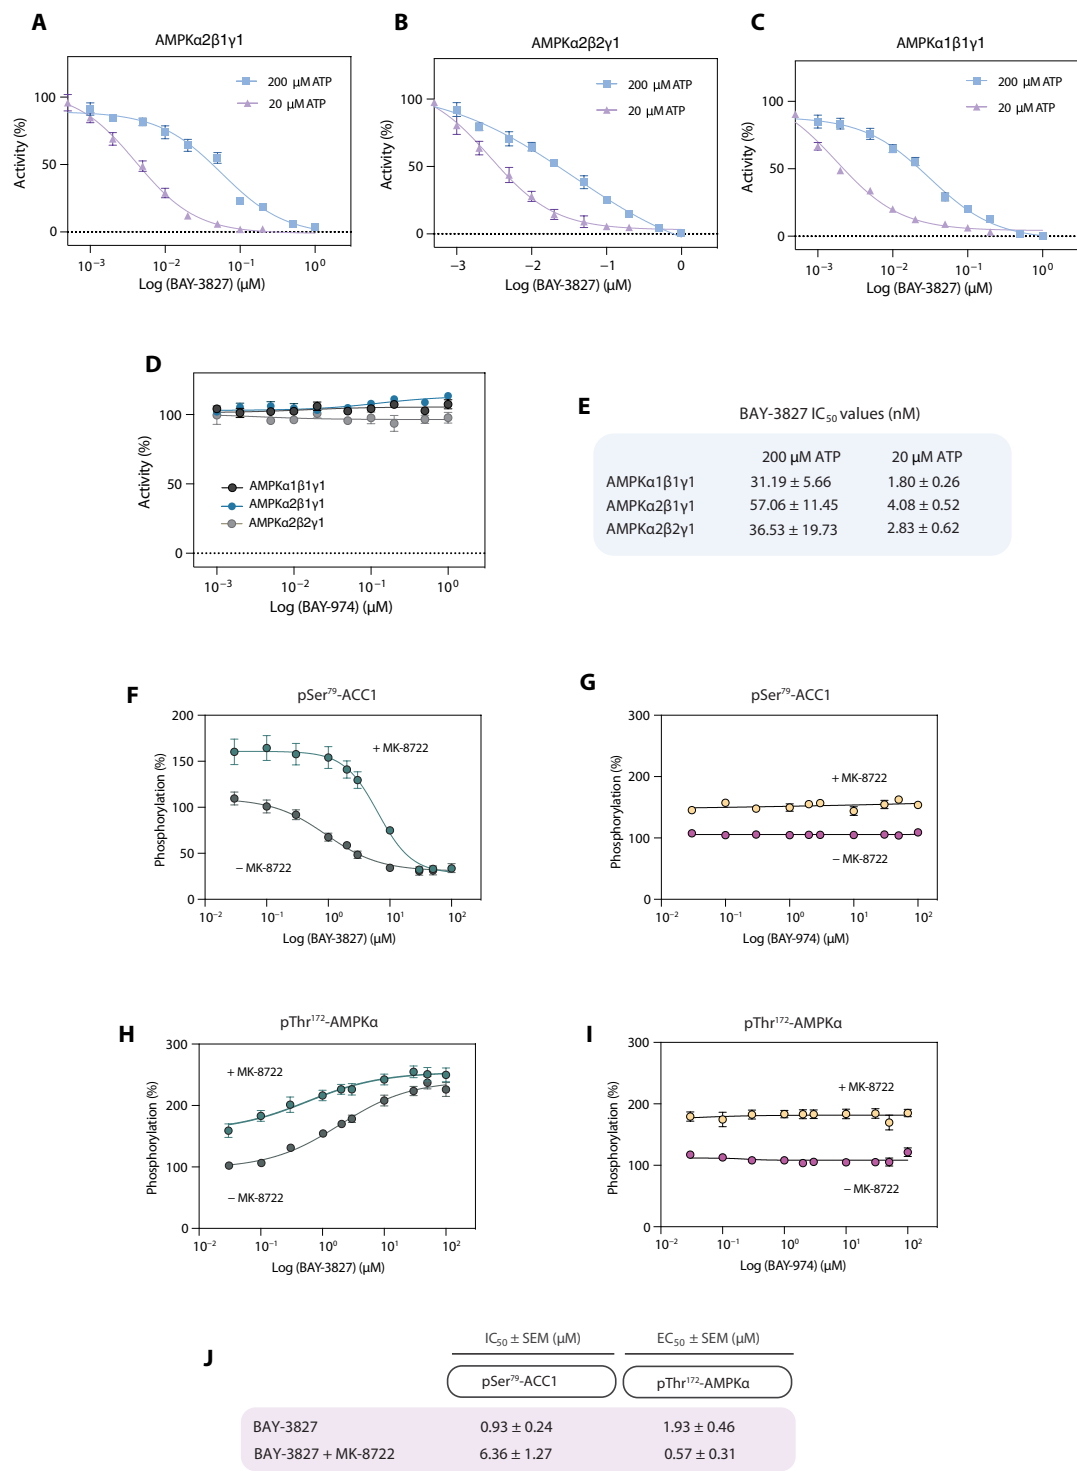 A
AMPKα2β1γ1
200 µM ATP
20 µM ATP
Activity (%)
100
50
0
10⁻³ 10⁻² 10⁻¹ 10⁰
Log (BAY-3827) (µM)
B
AMPKα2β2γ1
200 µM ATP
20 µM ATP
Activity (%)
100
50
0
−3 −2 −1 0
Log (BAY-3827) (µM)
C
AMPKα1β1γ1
200 µM ATP
20 µM ATP
Activity (%)
100
50
0
10⁻³ 10⁻² 10⁻¹ 10⁰
Log (BAY-3827) (µM)
D
Activity (%)
100
50
0
AMPKα1β1γ1
AMPKα2β1γ1
AMPKα2β2γ1
10⁻³ 10⁻² 10⁻¹ 10⁰
Log (BAY-974) (µM)
E
BAY-3827 IC₅₀ values (nM)
200 µM ATP 20 µM ATP
AMPKα1β1γ1 31.19 ± 5.66 1.80 ± 0.26
AMPKα2β1γ1 57.06 ± 11.45 4.08 ± 0.52
AMPKα2β2γ1 36.53 ± 19.73 2.83 ± 0.62
F
pSer⁷⁹-ACC1
Phosphorylation (%)
200
150
100
50
0
+ MK-8722
− MK-8722
10⁻² 10⁻¹ 10⁰ 10¹ 10²
Log (BAY-3827) (µM)
G
pSer⁷⁹-ACC1
Phosphorylation (%)
300
200
100
0
+ MK-8722
− MK-8722
10⁻² 10⁻¹ 10⁰ 10¹ 10²
Log (BAY-974) (µM)
H
pThr¹⁷²-AMPKα
Phosphorylation (%)
300
200
100
0
+ MK-8722
− MK-8722
10⁻² 10⁻¹ 10⁰ 10¹ 10²
Log (BAY-3827) (µM)
I
pThr¹⁷²-AMPKα
Phosphorylation (%)
300
200
100
0
+ MK-8722
− MK-8722
10⁻² 10⁻¹ 10⁰ 10¹ 10²
Log (BAY-974) (µM)
J
IC₅₀ ± SEM (µM) EC₅₀ ± SEM (µM)
pSer⁷⁹-ACC1 pThr¹⁷²-AMPKα
BAY-3827 0.93 ± 0.24 1.93 ± 0.46
BAY-3827 + MK-8722 6.36 ± 1.27 0.57 ± 0.31